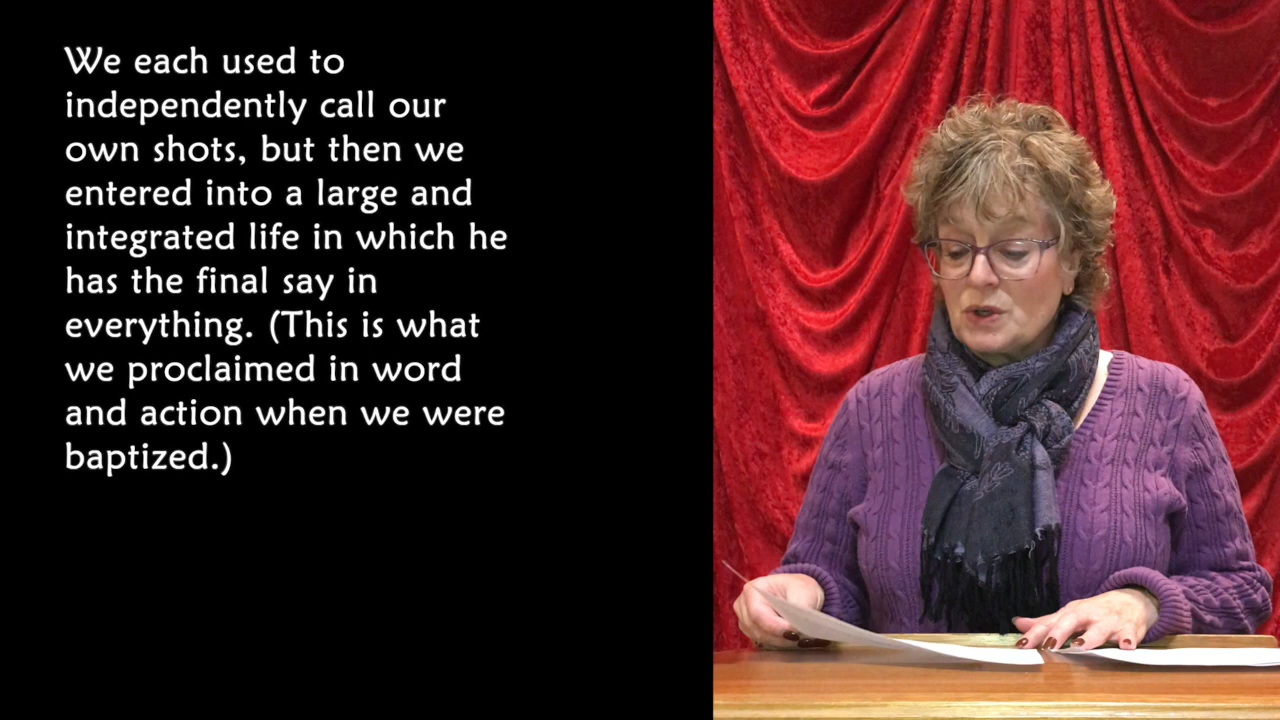 We each used to
independently call our
own shots, but then we
entered into a large and
integrated life in which he
has the final say in
everything. (This is what
we proclaimed in word
and action when we were
baptized.)